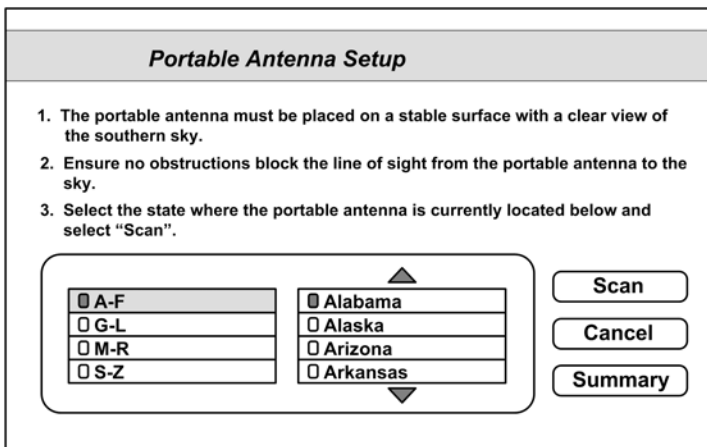 Portable Antenna Setup
1. The portable antenna must be placed on a stable surface with a clear view of
the southern sky.
2. Ensure no obstructions block the line of sight from the portable antenna to the
sky.
3. Select the state where the portable antenna is currently located below and
select “Scan”.
A-F
G-L
M-R
S-Z
Alabama
Alaska
Arizona
Arkansas
Scan
Cancel
Summary